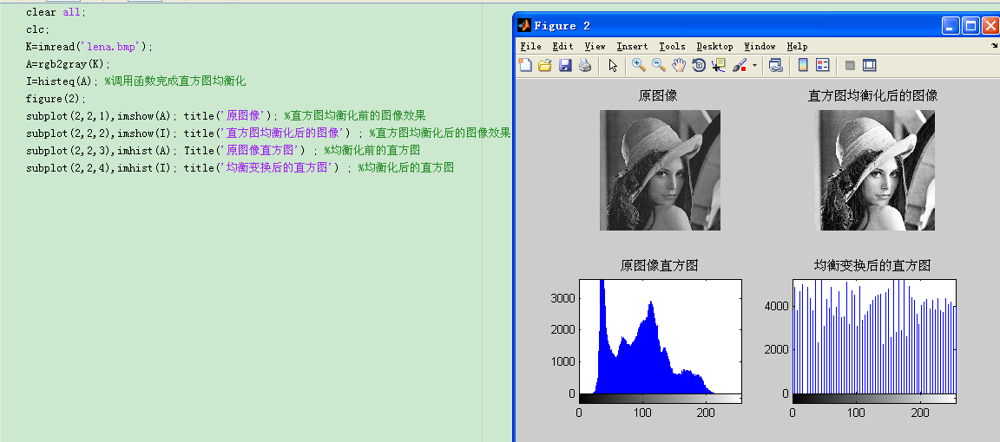 clear all;
clc;
K=imread('lena.bmp');
A=rgb2gray(K);
I=histeq(A); %调用函数完成直方图均衡化
figure(2);
subplot(2,2,1),imshow(A); title('原图像'); %直方图均衡化前的图像效果
subplot(2,2,2),imshow(I); title('直方图均衡化后的图像') ; %直方图均衡化后的图像效果
subplot(2,2,3),imhist(A); Title('原图像直方图') ; %均衡化前的直方图
subplot(2,2,4),imhist(I); title('均衡变换后的直方图') ; %均衡化后的直方图
Figure 2
File Edit View Insert Tools Desktop Window Help
原图像
直方图均衡化后的图像
原图像直方图
3000
2000
1000
0
0 100 200
均衡变换后的直方图
4000
2000
0
0 100 200